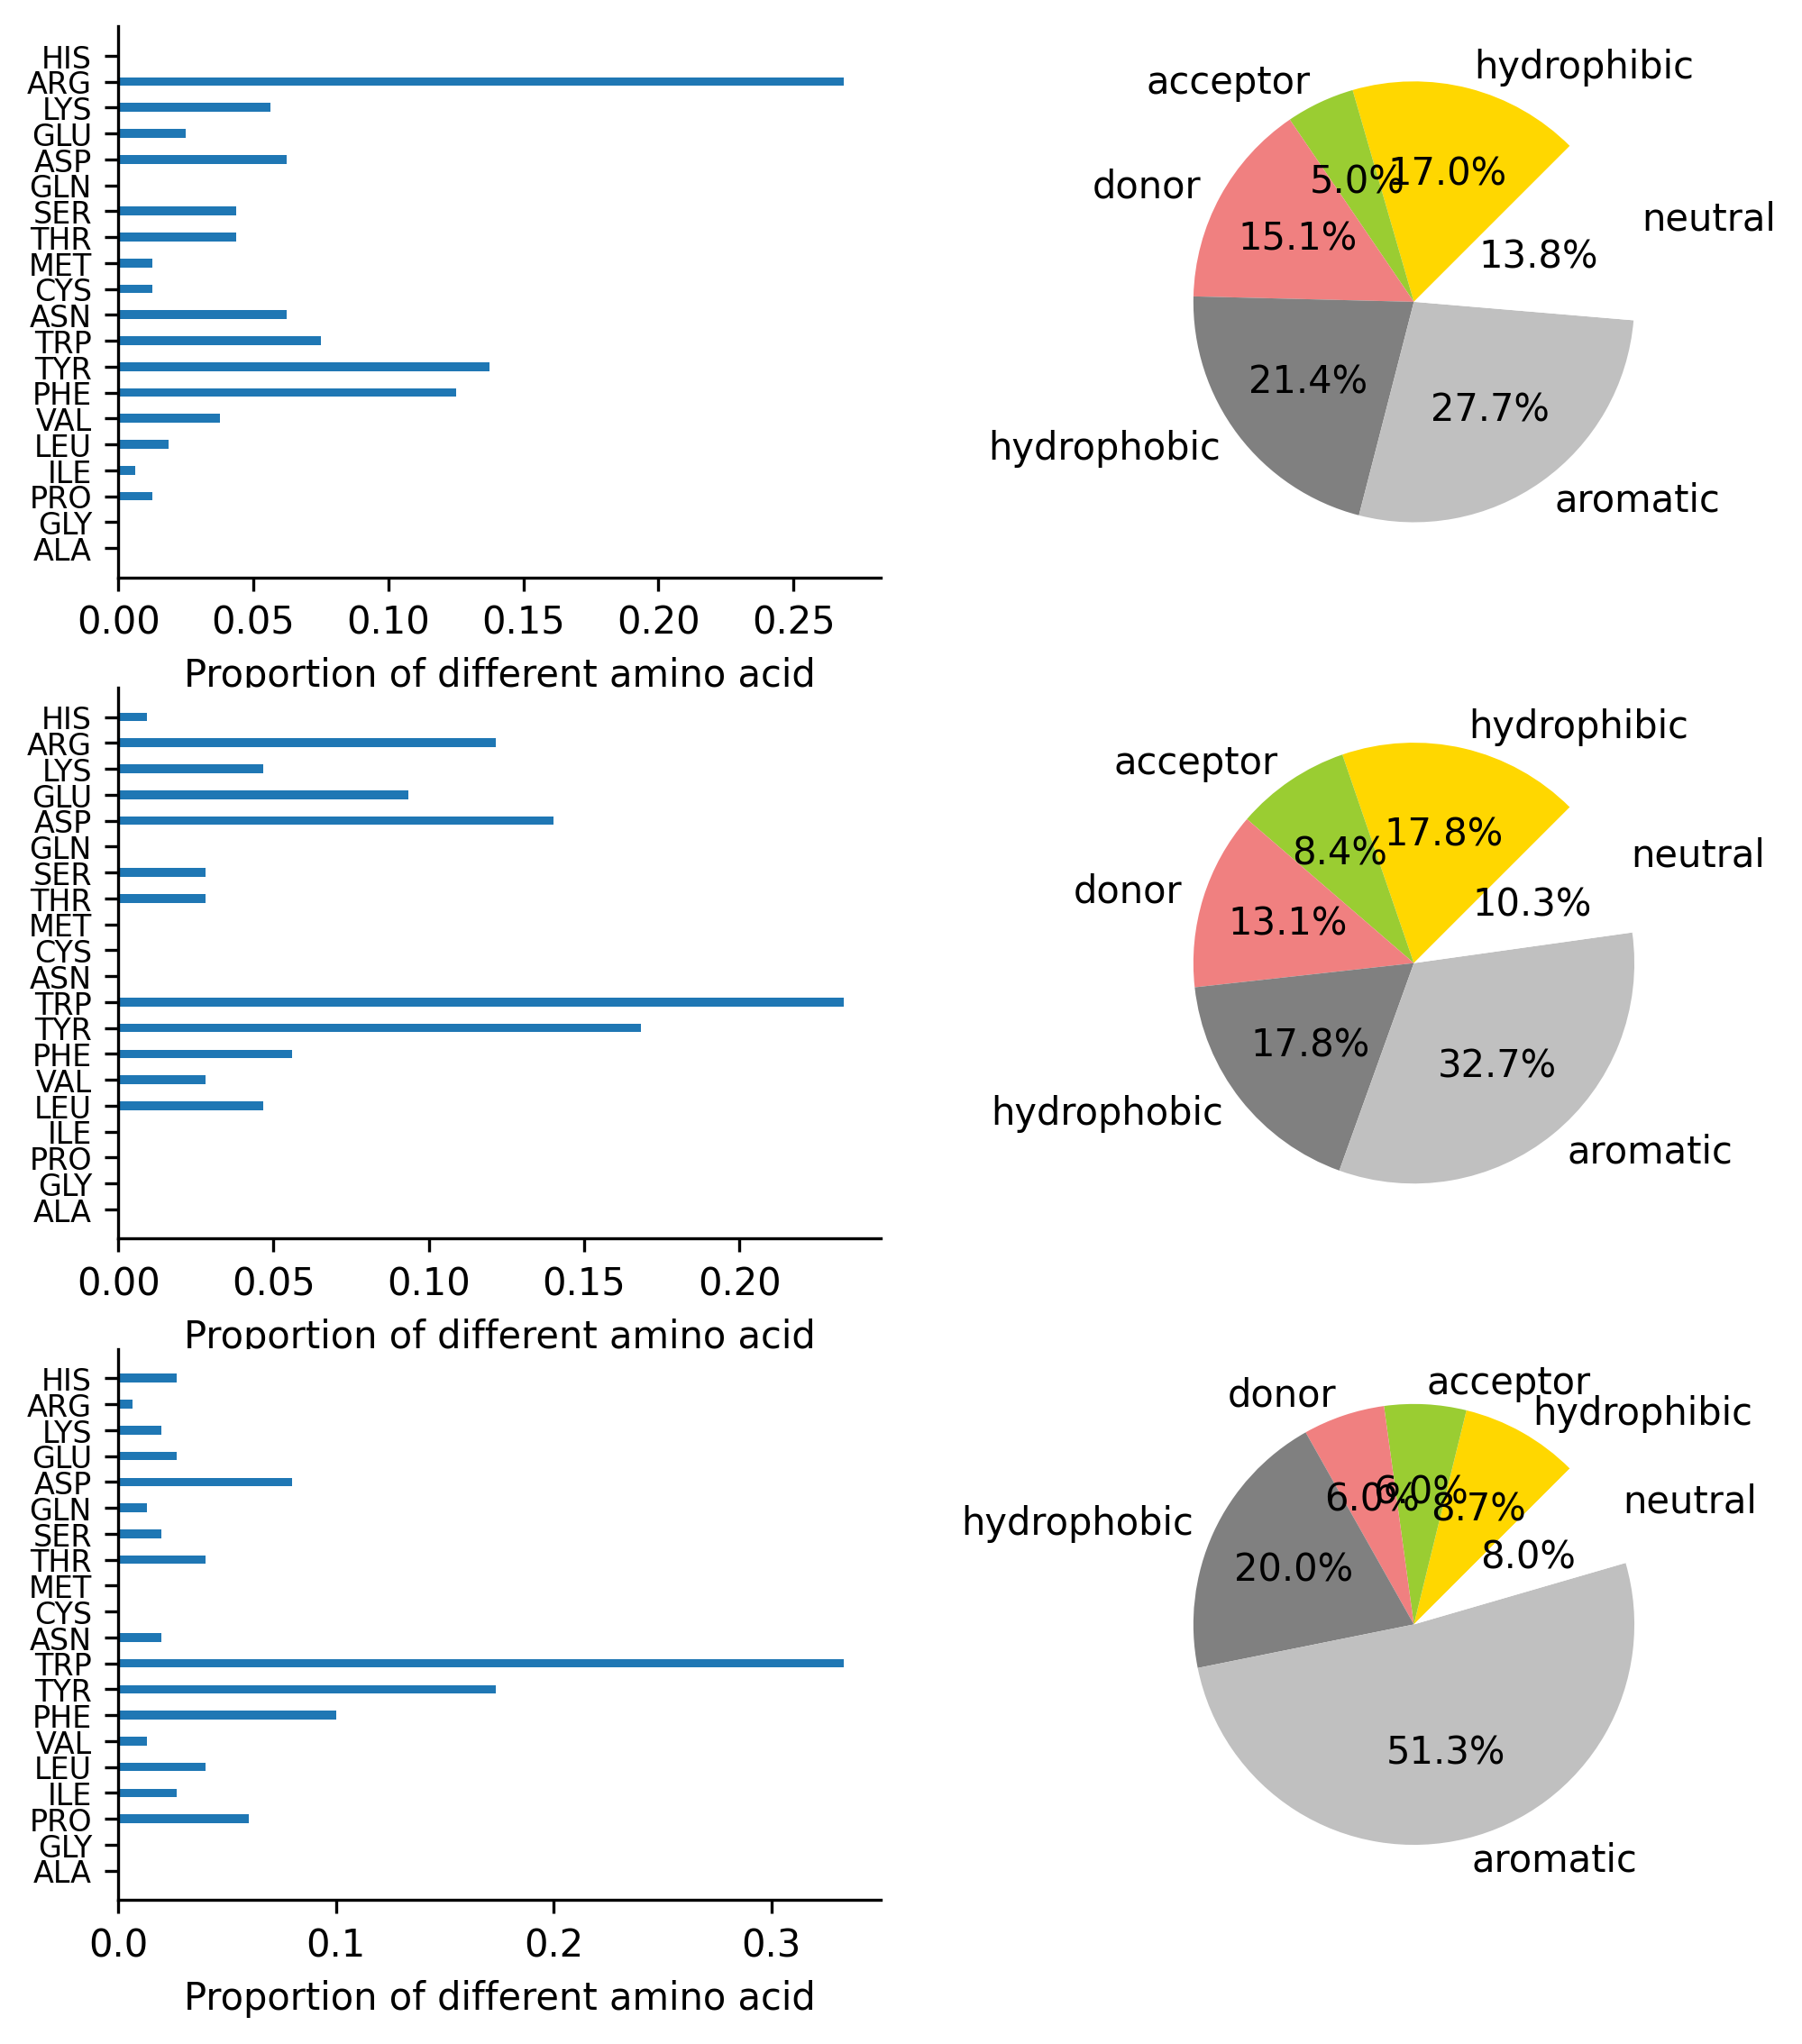 HIS
ARG
LYS
GLU
ASP
GLN
SER
THR
MET
CYS
ASN
TRP
TYR
PHE
VAL
LEU
ILE
PRO
GLY
ALA
0.00 0.05 0.10 0.15 0.20 0.25
Proportion of different amino acid
hydrophibic
acceptor
donor
neutral
hydrophobic
aromatic
17.0%
5.0%
15.1%
13.8%
21.4%
27.7%
HIS
ARG
LYS
GLU
ASP
GLN
SER
THR
MET
CYS
ASN
TRP
TYR
PHE
VAL
LEU
ILE
PRO
GLY
ALA
0.00 0.05 0.10 0.15 0.20
Proportion of different amino acid
hydrophibic
acceptor
donor
neutral
hydrophobic
aromatic
17.8%
8.4%
13.1%
10.3%
17.8%
32.7%
HIS
ARG
LYS
GLU
ASP
GLN
SER
THR
MET
CYS
ASN
TRP
TYR
PHE
VAL
LEU
ILE
PRO
GLY
ALA
0.0 0.1 0.2 0.3
Proportion of different amino acid
acceptor
donor
hydrophibic
neutral
hydrophobic
aromatic
6.0%
6.0%
8.7%
8.0%
20.0%
51.3%